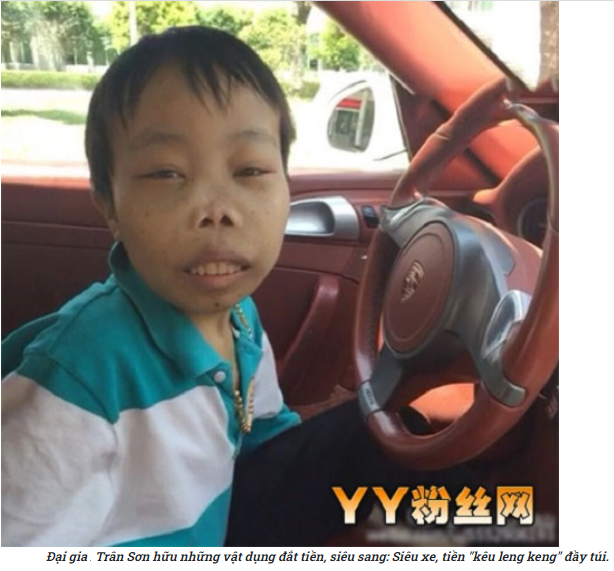 YY粉丝网
Đại gia Trân Sơn hữu những vật dụng đắt tiền, siêu sang: Siêu xe, tiền "kêu leng keng" đầy túi.